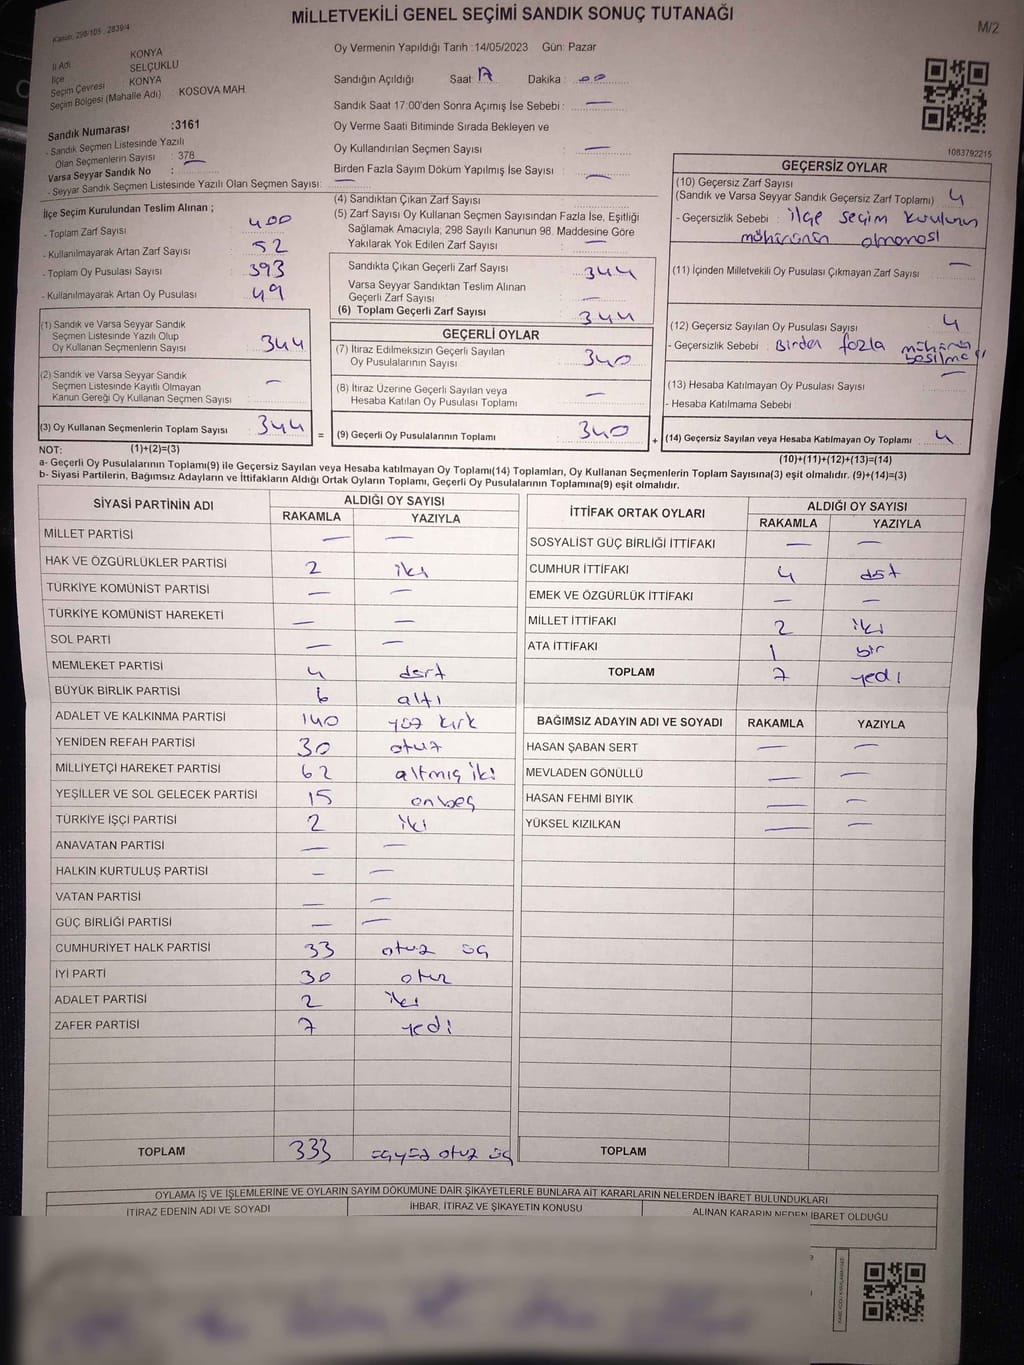 MİLLETVEKİLİ GENEL SEÇİMİ SANDIK SONUÇ TUTANAĞI
Kanun: 298/105 , 2839/4
M/2
İl Adı KONYA
İlçe SELÇUKLU
Seçim Çevresi KONYA
Seçim Bölgesi (Mahalle Adı) : KOSOVA MAH
Sandık Numarası :3161
- Sandık Seçmen Listesinde Yazılı
Olan Seçmenlerin Sayısı : 378
Varsa Seyyar Sandık No :
- Seyyar Sandık Seçmen Listesinde Yazılı Olan Seçmen Sayısı: —
Oy Vermenin Yapıldığı Tarih :14/05/2023 Gün: Pazar
Sandığın Açıldığı Saat: 17 Dakika : 00
Sandık Saat 17:00'den Sonra Açımış İse Sebebi : —
Oy Verme Saati Bitiminde Sırada Bekleyen ve
Oy Kullandırılan Seçmen Sayısı : —
Birden Fazla Sayım Döküm Yapılmış İse Sayısı : —
(4) Sandıktan Çıkan Zarf Sayısı
(5) Zarf Sayısı Oy Kullanan Seçmen Sayısından Fazla İse, Eşitliği
Sağlamak Amacıyla; 298 Sayılı Kanunun 98. Maddesine Göre
Yakılarak Yok Edilen Zarf Sayısı : —
İlçe Seçim Kurulundan Teslim Alınan ;
- Toplam Zarf Sayısı 400
- Kullanılmayarak Artan Zarf Sayısı : 52
- Toplam Oy Pusulası Sayısı : 393
- Kullanılmayarak Artan Oy Pusulası : 49
(1) Sandık ve Varsa Seyyar Sandık
Seçmen Listesinde Yazılı Olup
Oy Kullanan Seçmenlerin Sayısı : 344
(2) Sandık ve Varsa Seyyar Sandık
Seçmen Listesinde Kayıtlı Olmayan
Kanun Gereği Oy Kullanan Seçmen Sayısı : —
(3) Oy Kullanan Seçmenlerin Toplam Sayısı : 344 =
Sandıkta Çıkan Geçerli Zarf Sayısı : 344
Varsa Seyyar Sandıktan Teslim Alınan
Geçerli Zarf Sayısı : —
(6) Toplam Geçerli Zarf Sayısı : 344
GEÇERLİ OYLAR
(7) İtiraz Edilmeksizin Geçerli Sayılan
Oy Pusulalarının Sayısı : 340
(8) İtiraz Üzerine Geçerli Sayılan veya
Hesaba Katılan Oy Pusulası Toplamı : —
(9) Geçerli Oy Pusulalarının Toplamı : 340 +
1083792215
GEÇERSİZ OYLAR
(10) Geçersiz Zarf Sayısı
(Sandık ve Varsa Seyyar Sandık Geçersiz Zarf Toplamı) : 4
- Geçersizlik Sebebi : ilçe seçim kurulunun
mührünün olmaması
(11) İçinden Milletvekili Oy Pusulası Çıkmayan Zarf Sayısı : —
(12) Geçersiz Sayılan Oy Pusulası Sayısı : 4
- Geçersizlik Sebebi : Birden fazla mührün
basılması
(13) Hesaba Katılmayan Oy Pusulası Sayısı : —
- Hesaba Katılmama Sebebi :
(14) Geçersiz Sayılan veya Hesaba Katılmayan Oy Toplamı : 4
NOT: (1)+(2)=(3)
(10)+(11)+(12)+(13)=(14)
a- Geçerli Oy Pusulalarının Toplamı(9) ile Geçersiz Sayılan veya Hesaba katılmayan Oy Toplamı(14) Toplamları, Oy Kullanan Seçmenlerin Toplam Sayısına(3) eşit olmalıdır. (9)+(14)=(3)
b- Siyasi Partilerin, Bağımsız Adayların ve İttifakların Aldığı Ortak Oyların Toplamı, Geçerli Oy Pusulalarının Toplamına(9) eşit olmalıdır.
SİYASİ PARTİNİN ADI ALDIĞI OY SAYISI
RAKAMLA YAZIYLA
MİLLET PARTİSİ — —
HAK VE ÖZGÜRLÜKLER PARTİSİ 2 iki
TÜRKİYE KOMÜNİST PARTİSİ — —
TÜRKİYE KOMÜNİST HAREKETİ — —
SOL PARTİ — —
MEMLEKET PARTİSİ 4 dört
BÜYÜK BİRLİK PARTİSİ 6 altı
ADALET VE KALKINMA PARTİSİ 140 yüz kırk
YENİDEN REFAH PARTİSİ 30 otuz
MİLLİYETÇİ HAREKET PARTİSİ 62 altmış iki
YEŞİLLER VE SOL GELECEK PARTİSİ 15 onbeş
TÜRKİYE İŞÇİ PARTİSİ 2 iki
ANAVATAN PARTİSİ — —
HALKIN KURTULUŞ PARTİSİ — —
VATAN PARTİSİ — —
GÜÇ BİRLİĞİ PARTİSİ — —
CUMHURİYET HALK PARTİSİ 33 otuz üç
İYİ PARTİ 30 otuz
ADALET PARTİSİ 2 iki
ZAFER PARTİSİ 7 yedi
TOPLAM 333 üçyüz otuz üç
İTTİFAK ORTAK OYLARI ALDIĞI OY SAYISI
RAKAMLA YAZIYLA
SOSYALİST GÜÇ BİRLİĞİ İTTİFAKI — —
CUMHUR İTTİFAKI 4 dört
EMEK VE ÖZGÜRLÜK İTTİFAKI — —
MİLLET İTTİFAKI 2 iki
ATA İTTİFAKI 1 bir
TOPLAM 7 yedi
BAĞIMSIZ ADAYIN ADI VE SOYADI RAKAMLA YAZIYLA
HASAN ŞABAN SERT — —
MEVLADEN GÖNÜLLÜ — —
HASAN FEHMİ BIYIK — —
YÜKSEL KIZILKAN — —
TOPLAM
OYLAMA İŞ VE İŞLEMLERİNE VE OYLARIN SAYIM DÖKÜMÜNE DAİR ŞİKAYETLERLE BUNLARA AİT KARARLARIN NELERDEN İBARET BULUNDUKLARI
İTİRAZ EDENİN ADI VE SOYADI İHBAR, İTİRAZ VE ŞİKAYETİN KONUSU ALINAN KARARIN NEDEN İBARET OLDUĞU